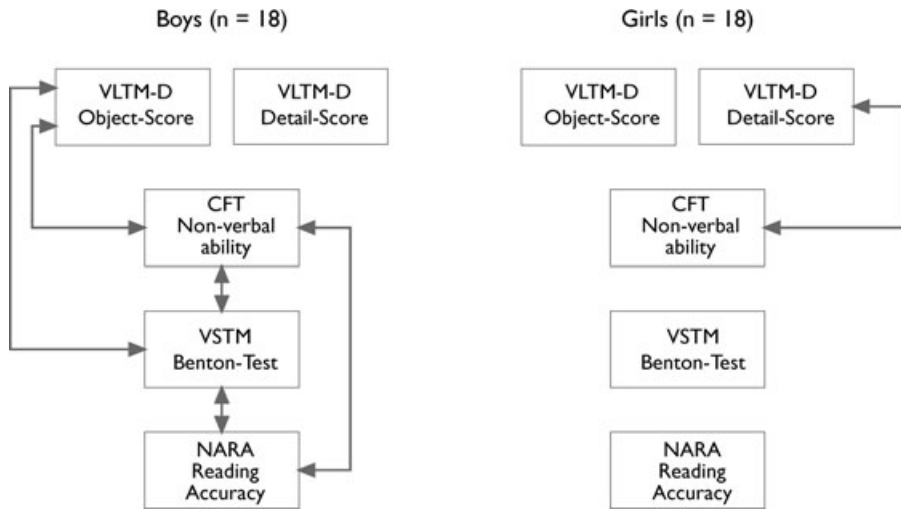 Boys (n = 18)
VLTM-D
Object-Score
VLTM-D
Detail-Score
CFT
Non-verbal
ability
VSTM
Benton-Test
NARA
Reading
Accuracy
Girls (n = 18)
VLTM-D
Object-Score
VLTM-D
Detail-Score
CFT
Non-verbal
ability
VSTM
Benton-Test
NARA
Reading
Accuracy